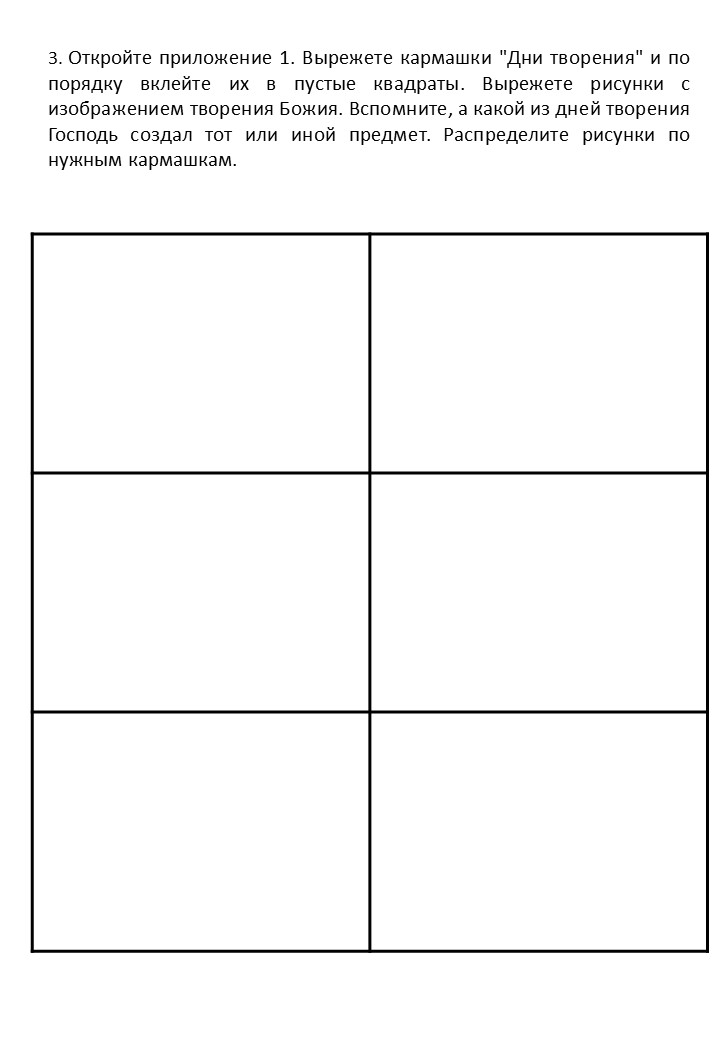 3. Откройте приложение 1. Вырежете кармашки "Дни творения" и по
порядку вклейте их в пустые квадраты. Вырежете рисунки с
изображением творения Божия. Вспомните, а какой из дней творения
Господь создал тот или иной предмет. Распределите рисунки по
нужным кармашкам.